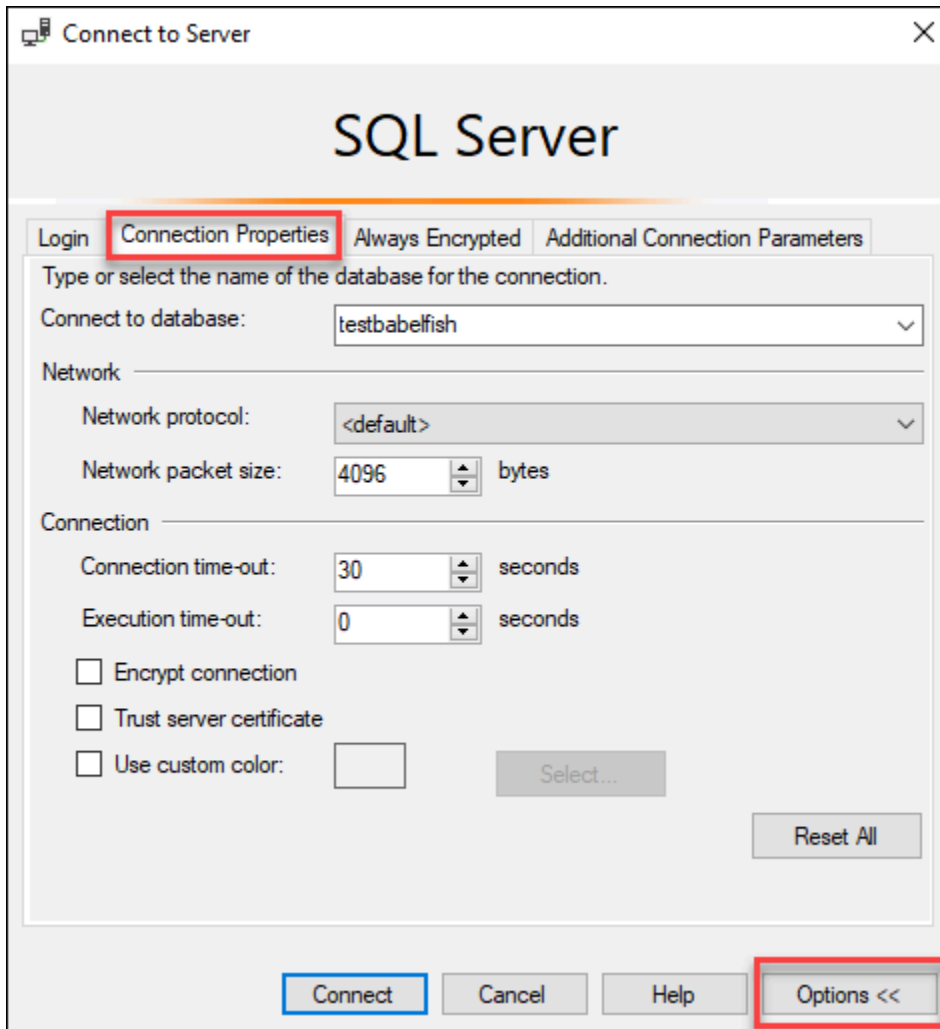 Connect to Server
SQL Server
Login Connection Properties Always Encrypted Additional Connection Parameters
Type or select the name of the database for the connection.
Connect to database: testbabelfish
Network
Network protocol: <default>
Network packet size: 4096 bytes
Connection
Connection time-out: 30 seconds
Execution time-out: 0 seconds
Encrypt connection
Trust server certificate
Use custom color: Select...
Reset All
Connect Cancel Help Options <<